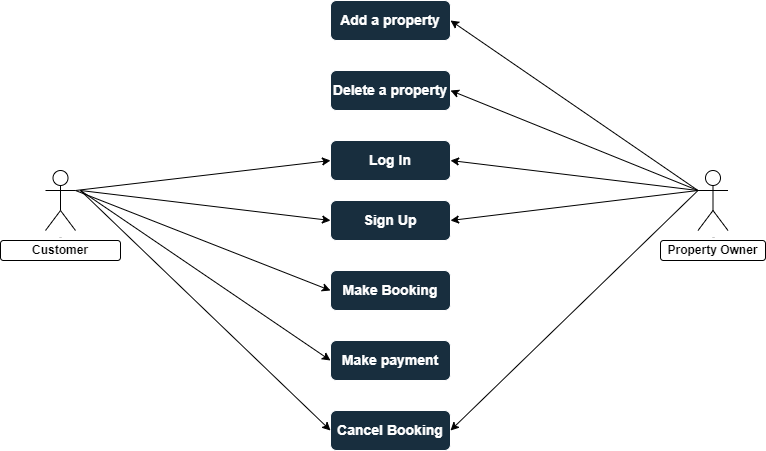 Add a property
Delete a property
Log In
Sign Up
Customer
Property Owner
Make Booking
Make payment
Cancel Booking